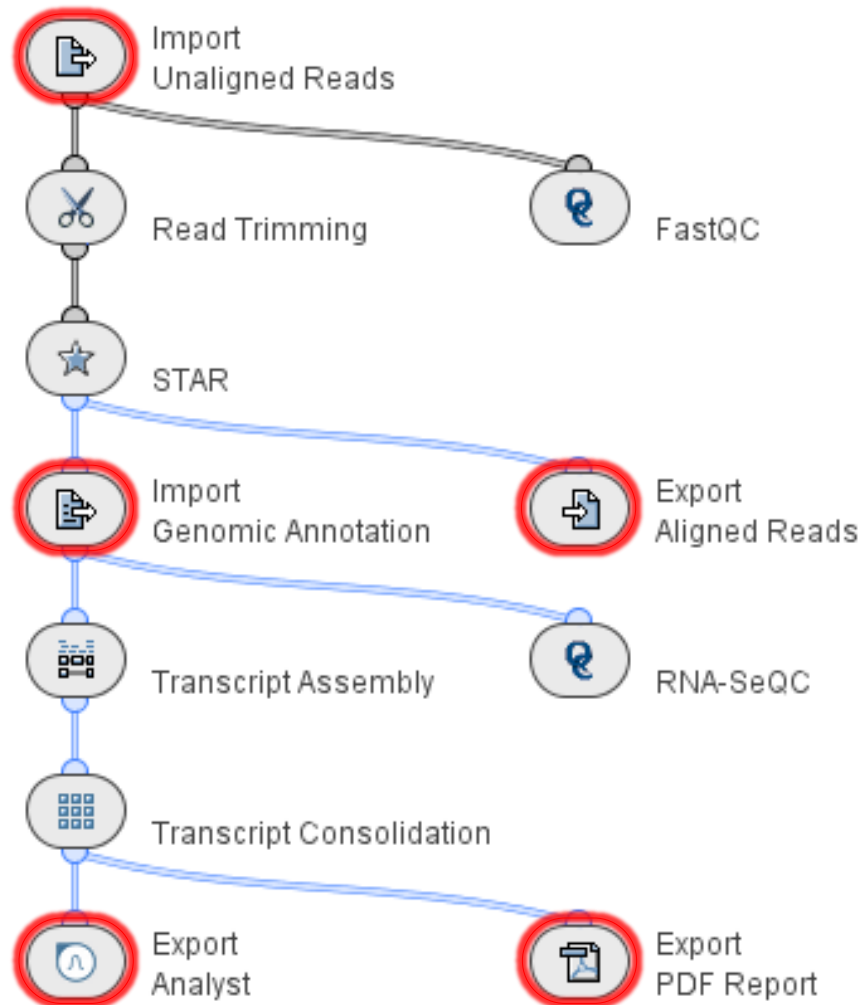 Import
Unaligned Reads
Read Trimming
FastQC
STAR
Import
Genomic Annotation
Export
Aligned Reads
Transcript Assembly
RNA-SeQC
Transcript Consolidation
Export
Analyst
Export
PDF Report